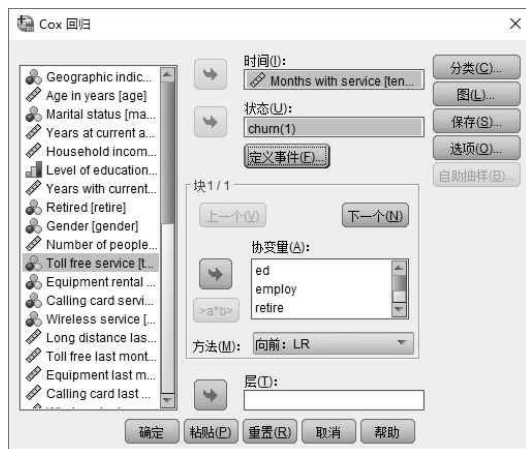 Cox 回归
Geographic indic...
Age in years [age]
Marital status [ma...
Years at current a...
Household incom...
Level of education...
Years with current...
Retired [retire]
Gender [gender]
Number of people...
Toll free service [t...
Equipment rental ...
Calling card servi...
Wireless service [...
Long distance las...
Toll free last mont...
Equipment last m...
Calling card last ...
时间(I):
Months with service [ten...
状态(U):
churn(1)
定义事件(F)...
块1 / 1
上一个(V)
下一个(N)
协变量(A):
ed
employ
retire
>a*b>
方法(M):
向前: LR
层(T):
分类(C)...
图(L)...
保存(S)...
选项(O)...
自助抽样(B)...
确定
粘贴(P)
重置(R)
取消
帮助